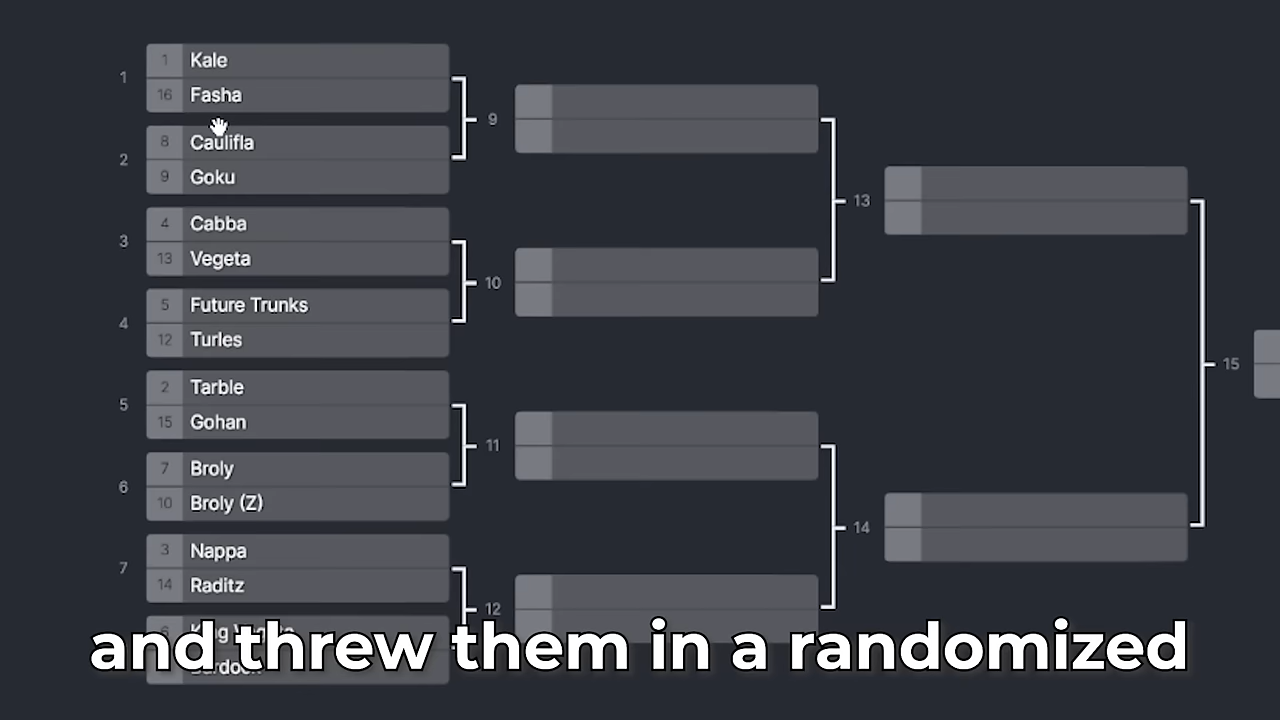 1
1 Kale
16 Fasha
2
8 Caulifla
9 Goku
3
4 Cabba
13 Vegeta
4
5 Future Trunks
12 Turles
5
2 Tarble
15 Gohan
6
7 Broly
10 Broly (Z)
7
3 Nappa
14 Raditz
9
10
11
12
13
14
15
and threw them in a randomized